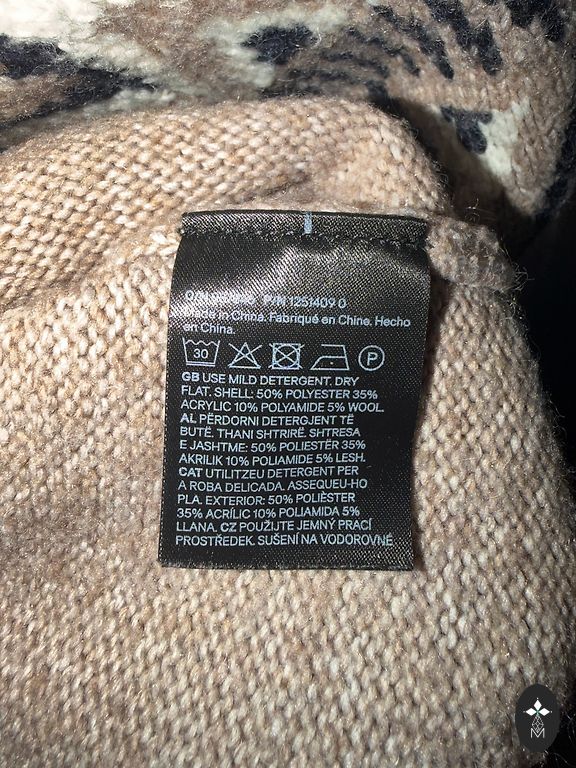 P/N 1251409 0
Made in China. Fabriqué en China. Hecho
en China.
30
P
GB USE MILD DETERGENT. DRY
FLAT. SHELL: 50% POLYESTER 35%
ACRYLIC 10% POLYAMIDE 5% WOOL.
AL PËRDORNI DETERGJENT TË
BUTË. THANI SHTRIRË. SHTRESA
E JASHTME: 50% POLIESTËR 35%
AKRILIK 10% POLIAMIDE 5% LESH.
CAT UTILITZEU DETERGENT PER
A ROBA DELICADA. ASSEQUEU-HO
PLA. EXTERIOR: 50% POLIÈSTER
35% ACRÍLIC 10% POLIAMIDA 5%
LLANA. CZ POUŽIJTE JEMNÝ PRACÍ
PROSTŘEDEK. SUŠENÍ NA VODOROVNÉ
M